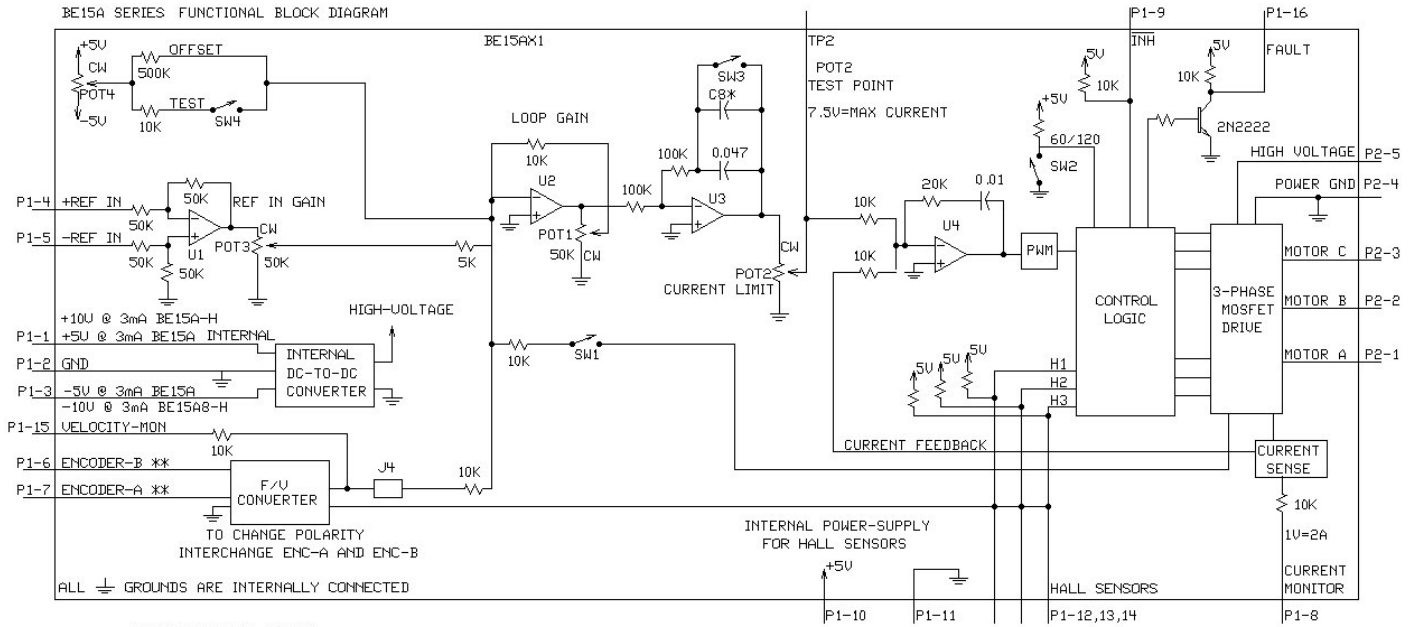 BE15A SERIES FUNCTIONAL BLOCK DIAGRAM
P1-9
P1-16
+5V
OFFSET
BE15AX1
TP2
INH
FAULT
CW
500K
SW3
POT2
5V
5V
POT4
TEST
C8*
TEST POINT
10K
10K
-5V
10K
SW4
7.5V=MAX CURRENT
+5V
2N2222
LOOP GAIN
10K
100K
0.047
60/120
SW2
HIGH VOLTAGE
P2-5
50K
U2
U3
20K
0.01
POWER GND
P2-4
P1-4
+REF IN
REF IN GAIN
100K
10K
50K
P1-5
-REF IN
CW
POT1
U4
U1
POT3
50K
50K
50K
5K
50K
CW
CW
10K
PWM
MOTOR C
P2-3
POT2
CURRENT LIMIT
CONTROL
LOGIC
3-PHASE
MOSFET
DRIVE
MOTOR B
P2-2
+10V @ 3mA BE15A-H
HIGH-VOLTAGE
P1-1
+5V @ 3mA BE15A INTERNAL
MOTOR A
P2-1
P1-2
GND
INTERNAL
DC-TO-DC
CONVERTER
10K
SW1
5V
5V
5V
H1
H2
H3
P1-3
-5V @ 3mA BE15A
-10V @ 3mA BE15A8-H
P1-15
VELOCITY-MON
10K
CURRENT FEEDBACK
CURRENT
SENSE
P1-6
ENCODER-B **
F/V
CONVERTER
J4
10K
P1-7
ENCODER-A **
10K
TO CHANGE POLARITY
INTERCHANGE ENC-A AND ENC-B
INTERNAL POWER-SUPPLY
FOR HALL SENSORS
1V=2A
+5V
CURRENT
MONITOR
ALL ⏚ GROUNDS ARE INTERNALLY CONNECTED
HALL SENSORS
P1-10
P1-11
P1-12,13,14
P1-8